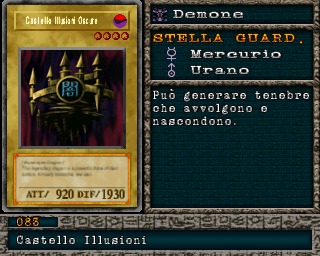 Castello Illusioni Oscure
ATT/ 920 DIF/1930
Demone
STELLA GUARD.
Mercurio
Urano
Può generare tenebre
che avvolgono e
nascondono.
083
Castello Illusioni